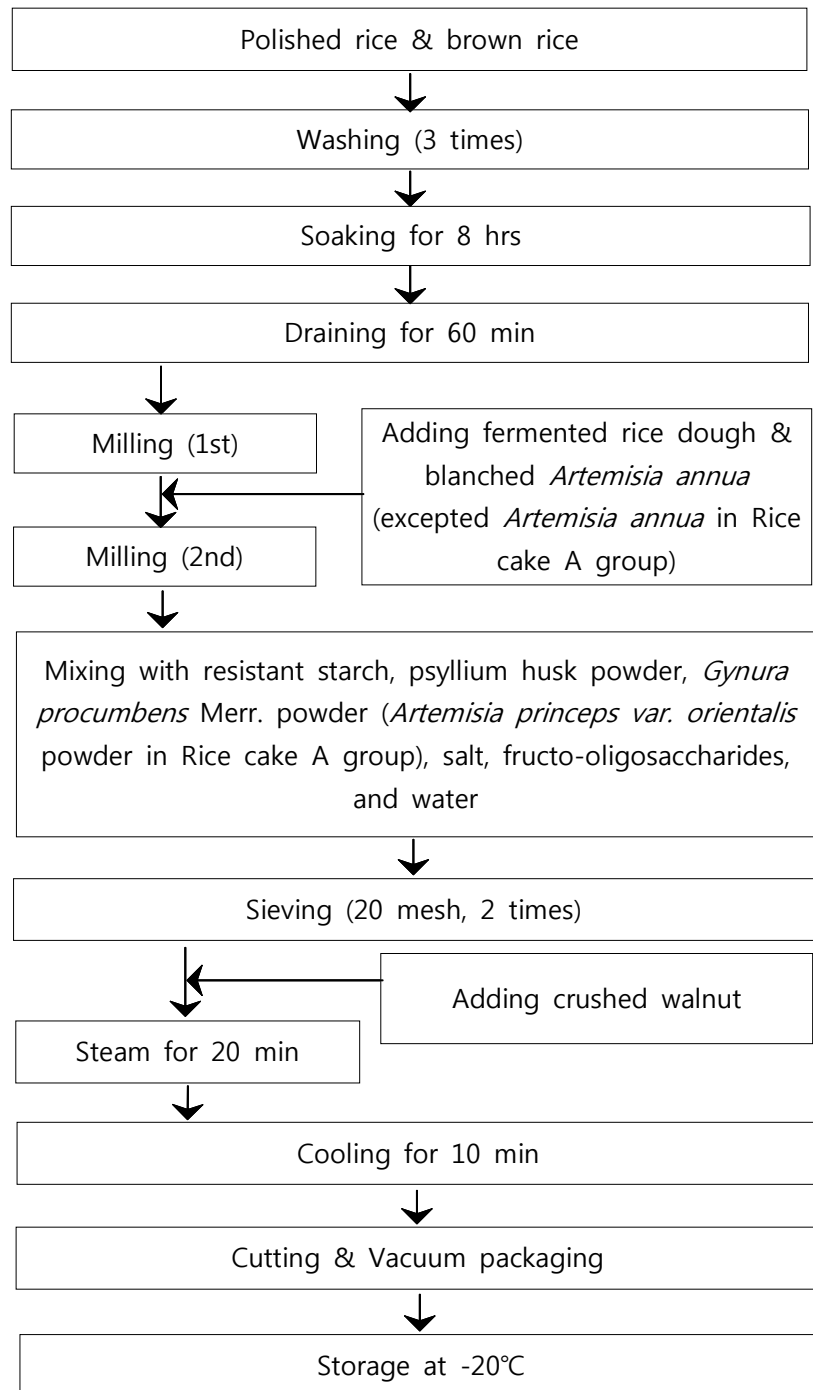 Polished rice & brown rice
Washing (3 times)
Soaking for 8 hrs
Draining for 60 min
Milling (1st)
Adding fermented rice dough &
blanched Artemisia annua
(excepted Artemisia annua in Rice
cake A group)
Milling (2nd)
Mixing with resistant starch, psyllium husk powder, Gynura
procumbens Merr. powder (Artemisia princeps var. orientalis
powder in Rice cake A group), salt, fructo-oligosaccharides,
and water
Sieving (20 mesh, 2 times)
Adding crushed walnut
Steam for 20 min
Cooling for 10 min
Cutting & Vacuum packaging
Storage at -20℃